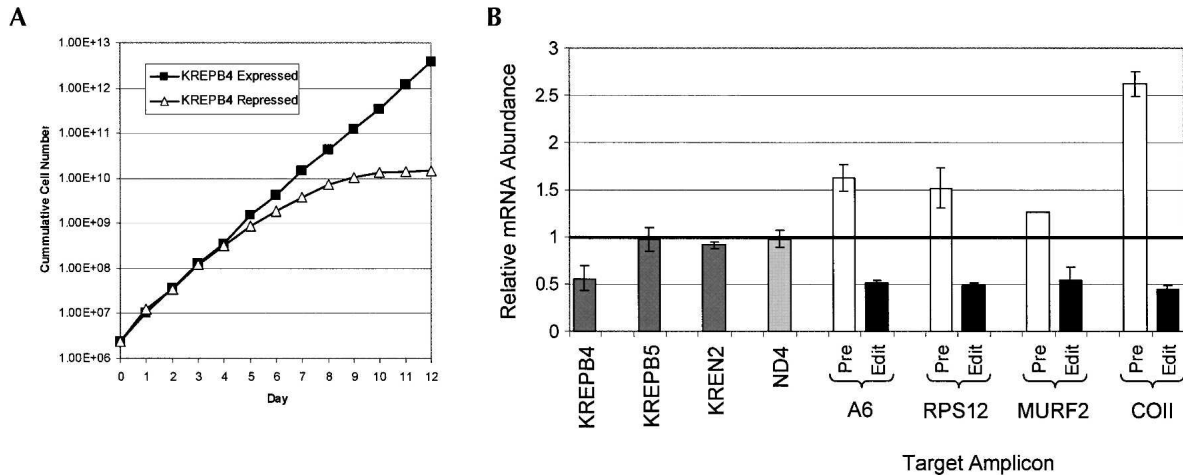 A
1.00E+13
1.00E+12
1.00E+11
1.00E+10
1.00E+09
1.00E+08
1.00E+07
1.00E+06
Cummulative Cell Number
KREPB4 Expressed
KREPB4 Repressed
0 1 2 3 4 5 6 7 8 9 10 11 12
Day
B
3
2.5
2
1.5
1
0.5
0
Relative mRNA Abundance
KREPB4
KREPB5
KREN2
ND4
Pre Edit Pre Edit Pre Edit Pre Edit
A6 RPS12 MURF2 COII
Target Amplicon